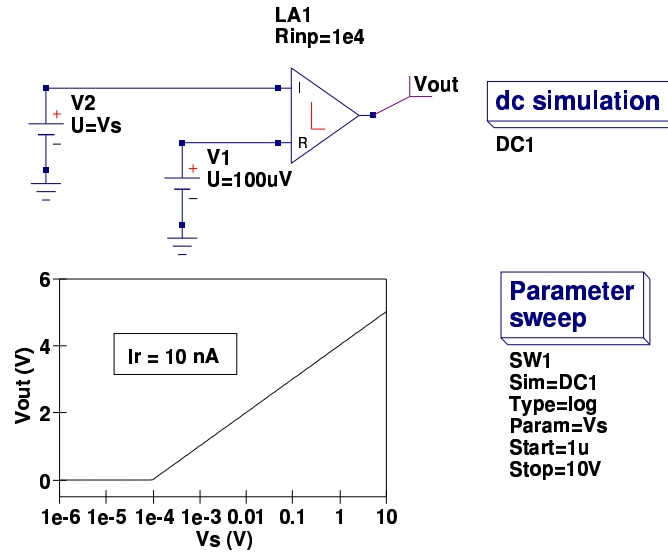 LA1
Rinp=1e4
I
Vout
V2
U=Vs
+
−
R
V1
U=100uV
+
−
dc simulation
DC1
6
4
2
0
Vout (V)
Ir = 10 nA
1e-6 1e-5 1e-4 1e-3 0.01 0.1 1 10
Vs (V)
Parameter
sweep
SW1
Sim=DC1
Type=log
Param=Vs
Start=1u
Stop=10V